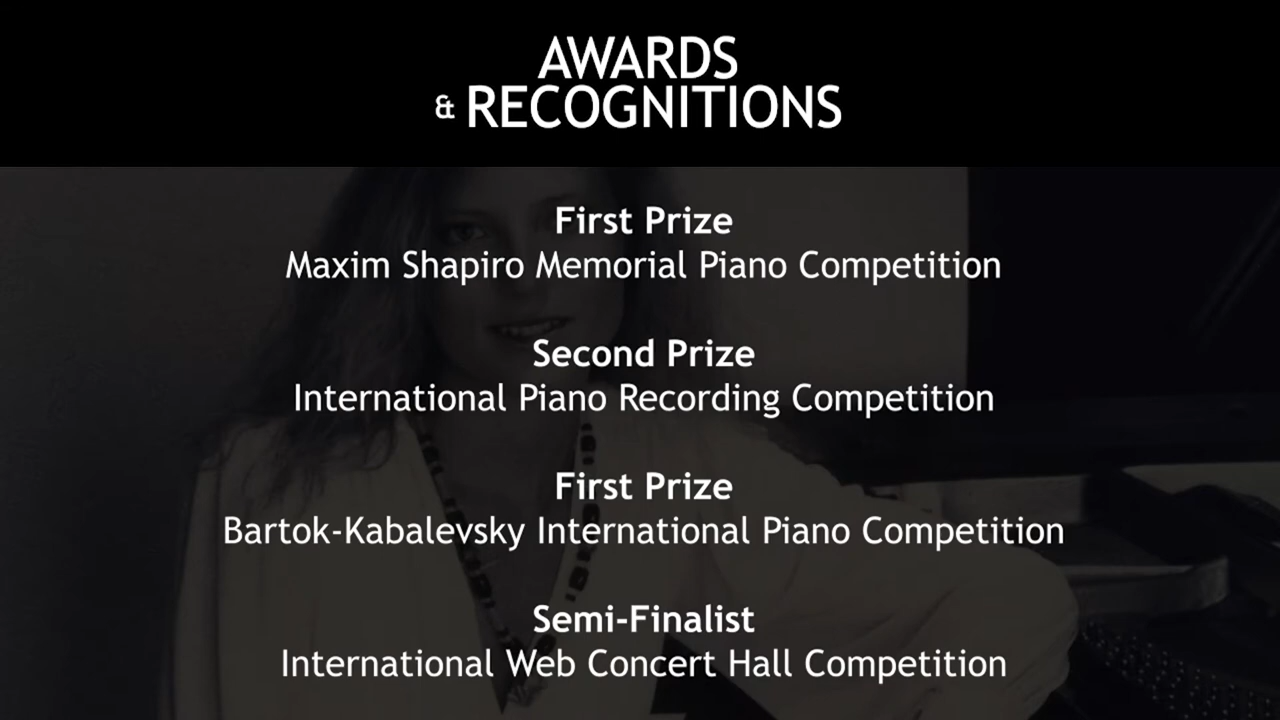 AWARDS
& RECOGNITIONS
First Prize
Maxim Shapiro Memorial Piano Competition
Second Prize
International Piano Recording Competition
First Prize
Bartok-Kabalevsky International Piano Competition
Semi-Finalist
International Web Concert Hall Competition